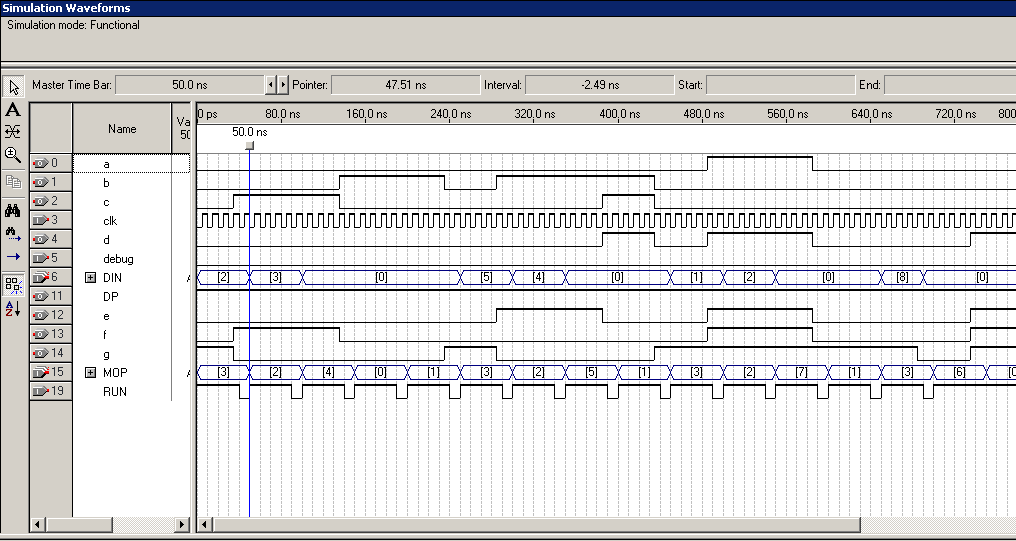 Simulation Waveforms
Simulation mode: Functional
Master Time Bar: 50.0 ns Pointer: 47.51 ns Interval: -2.49 ns Start: End:
Name Va 50
0 ps 80.0 ns 160.0 ns 240.0 ns 320.0 ns 400.0 ns 480.0 ns 560.0 ns 640.0 ns 720.0 ns 800
50.0 ns
0 a
1 b
2 c
3 clk
4 d
5 debug
6 DIN A [2] [3] [0] [5] [4] [0] [1] [2] [0] [8] [0]
11 DP
12 e
13 f
14 g
15 MOP A [3] [2] [4] [0] [1] [3] [2] [5] [1] [3] [2] [7] [1] [3] [6] [0
19 RUN